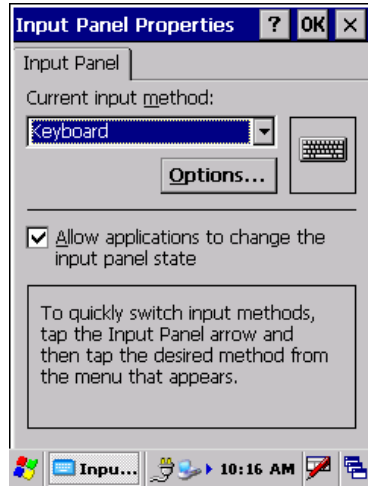 Input Panel Properties ? OK ×
Input Panel
Current input method:
Keyboard
Options...
Allow applications to change the
input panel state
To quickly switch input methods,
tap the Input Panel arrow and
then tap the desired method from
the menu that appears.
Inpu... 10:16 AM